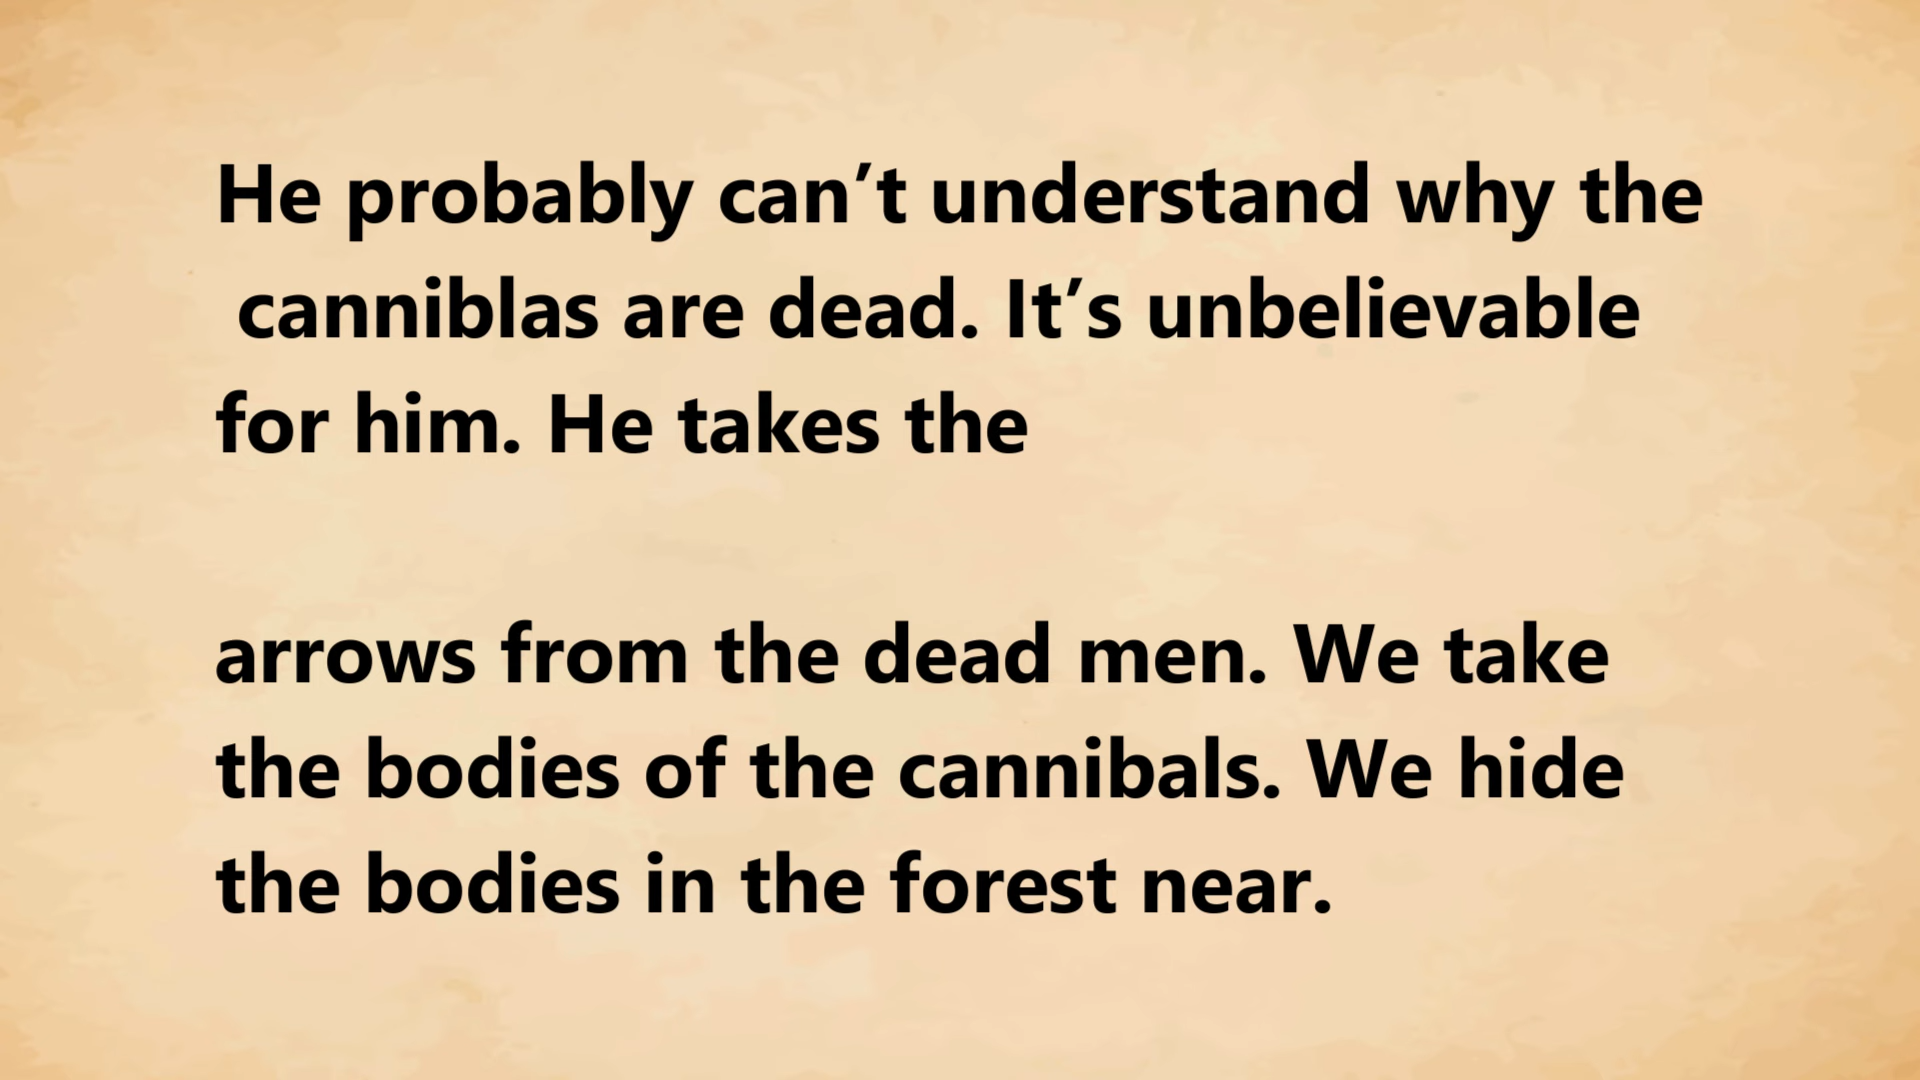 He probably can’t understand why the
canniblas are dead. It’s unbelievable
for him. He takes the
arrows from the dead men. We take
the bodies of the cannibals. We hide
the bodies in the forest near.